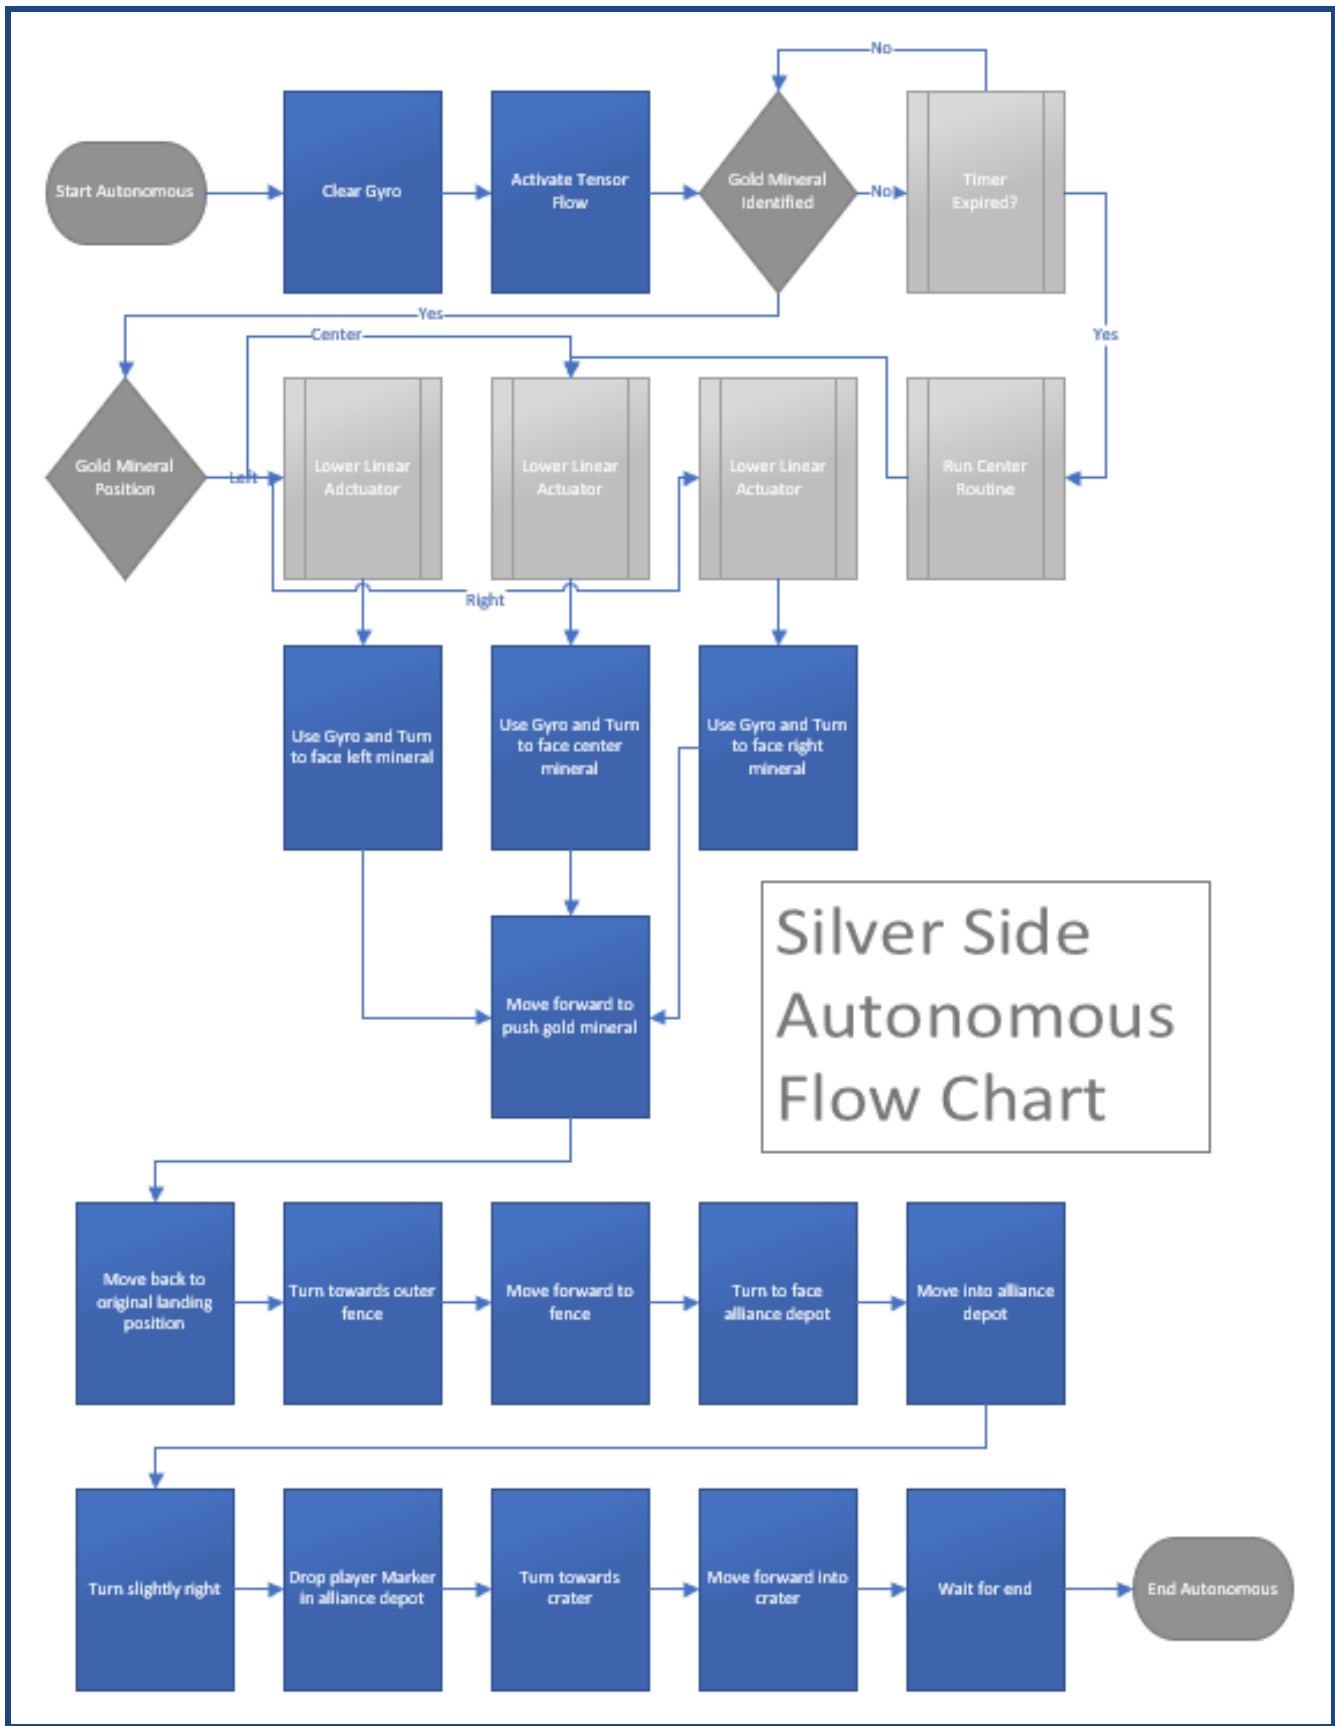 No
Start Autonomous
Clear Gyro
Activate Tensor
Flow
Gold Mineral
Identified
No
Timer
Expired?
Yes
Center
Yes
Gold Mineral
Position
Left
Lower Linear
Adctuator
Lower Linear
Actuator
Lower Linear
Actuator
Run Center
Routine
Right
Use Gyro and Turn
to face left mineral
Use Gyro and Turn
to face center
mineral
Use Gyro and Turn
to face right
mineral
Silver Side
Autonomous
Flow Chart
Move forward to
push gold mineral
Move back to
original landing
position
Turn towards outer
fence
Move forward to
fence
Turn to face
alliance depot
Move into alliance
depot
Turn slightly right
Drop player Marker
in alliance depot
Turn towards
crater
Move forward into
crater
Wait for end
End Autonomous